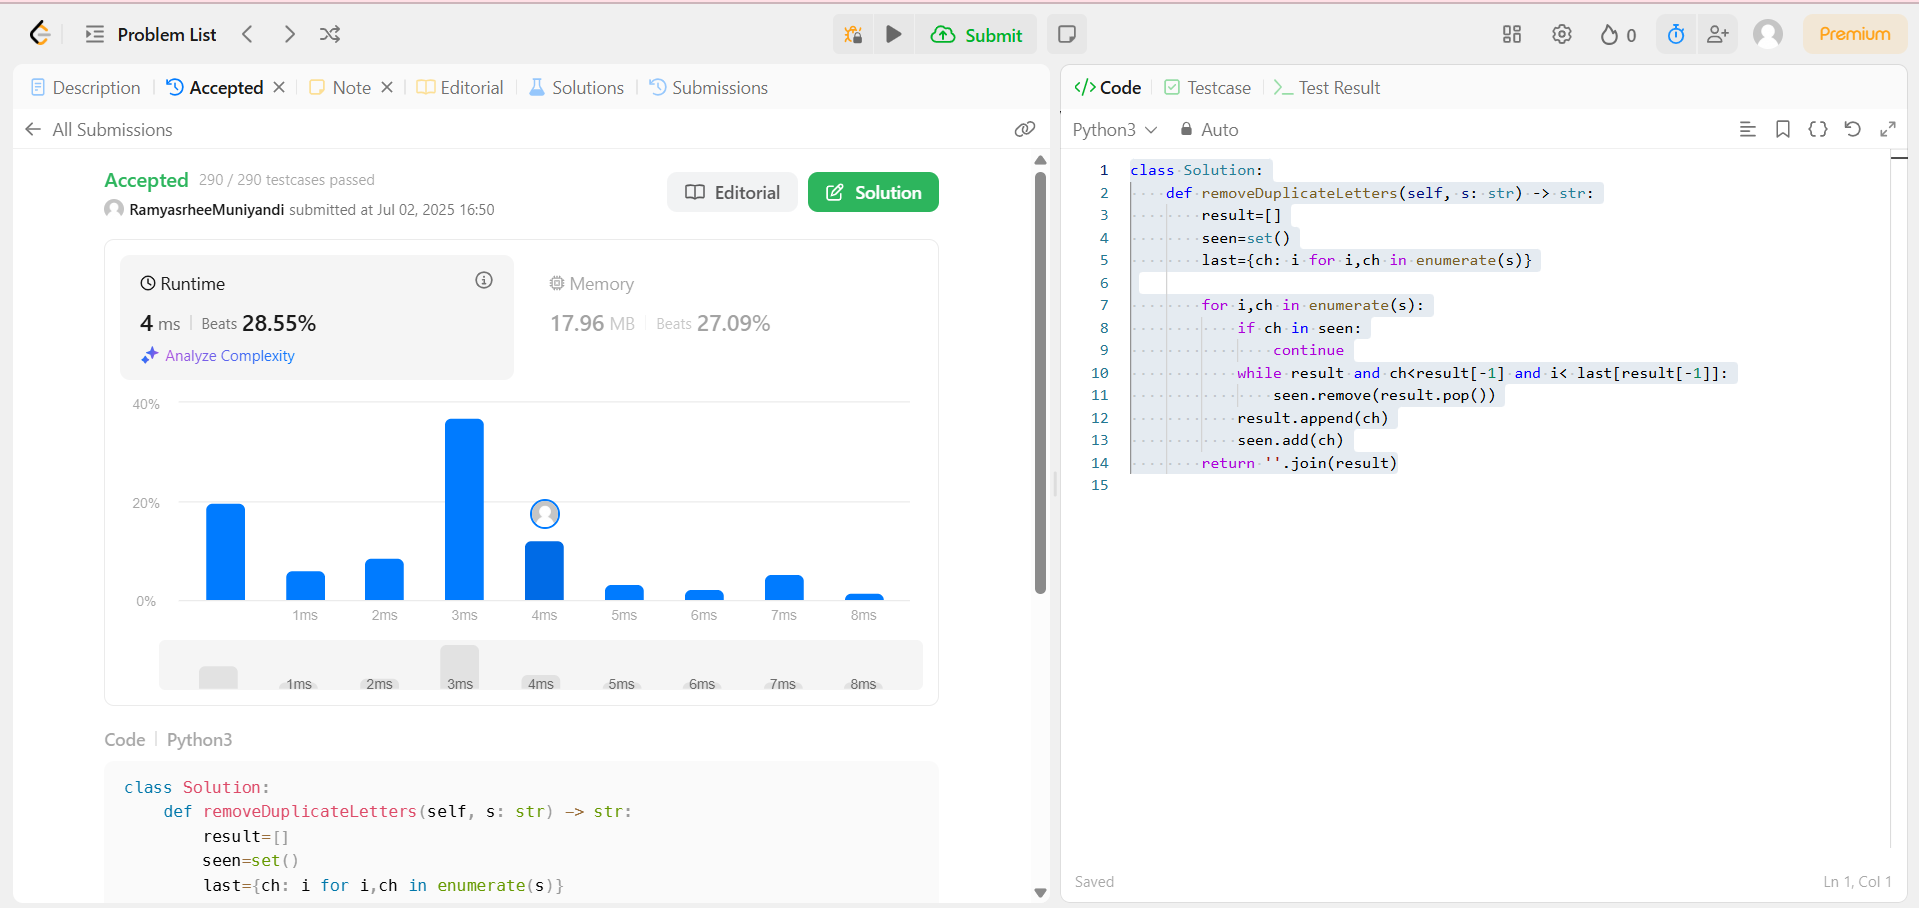 Problem List
Submit
0
Premium
Description
Accepted
Note
Editorial
Solutions
Submissions
All Submissions
Accepted 290 / 290 testcases passed
RamyasrheeMuniyandi submitted at Jul 02, 2025 16:50
Editorial
Solution
Runtime
4 ms | Beats 28.55%
Analyze Complexity
Memory
17.96 MB | Beats 27.09%
40%
20%
0%
1ms 2ms 3ms 4ms 5ms 6ms 7ms 8ms
1ms 2ms 3ms 4ms 5ms 6ms 7ms 8ms
Code | Python3
class Solution:
    def removeDuplicateLetters(self, s: str) -> str:
        result=[]
        seen=set()
        last={ch: i for i,ch in enumerate(s)}
Code
Testcase
Test Result
Python3
Auto
1 class Solution:
2     def removeDuplicateLetters(self, s: str) -> str:
3         result=[]
4         seen=set()
5         last={ch: i for i,ch in enumerate(s)}
6
7         for i,ch in enumerate(s):
8             if ch in seen:
9                 continue
10             while result and ch<result[-1] and i< last[result[-1]]:
11                 seen.remove(result.pop())
12             result.append(ch)
13             seen.add(ch)
14         return ''.join(result)
15
Saved
Ln 1, Col 1